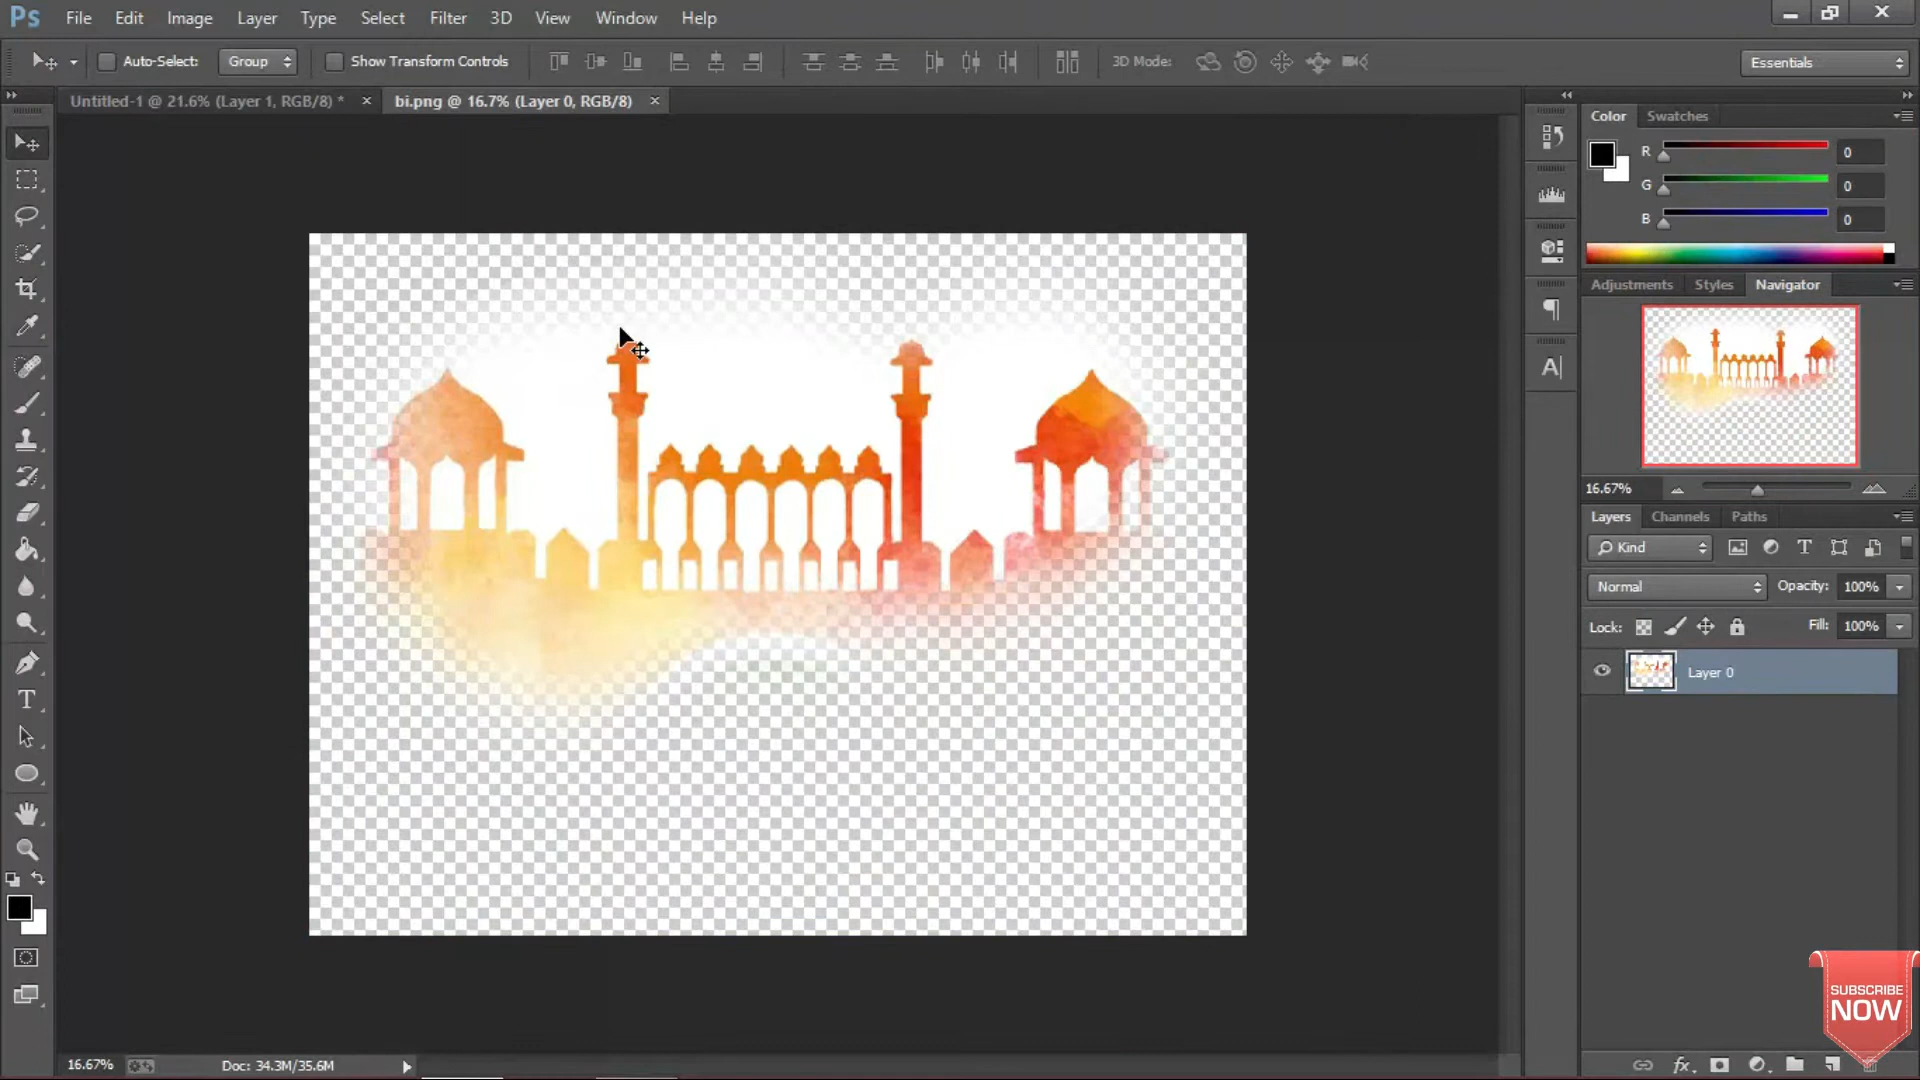 Ps File Edit Image Layer Type Select Filter 3D View Window Help
Auto-Select: Group Show Transform Controls 3D Mode: Essentials
Untitled-1 @ 21.6% (Layer 1, RGB/8) * × bi.png @ 16.7% (Layer 0, RGB/8) ×
Color Swatches
R 0
G 0
B 0
Adjustments Styles Navigator
16.67%
Layers Channels Paths
Kind
Normal Opacity: 100%
Lock: Fill: 100%
Layer 0
SUBSCRIBE
NOW
16.67% Doc: 34.3M/35.6M
fx